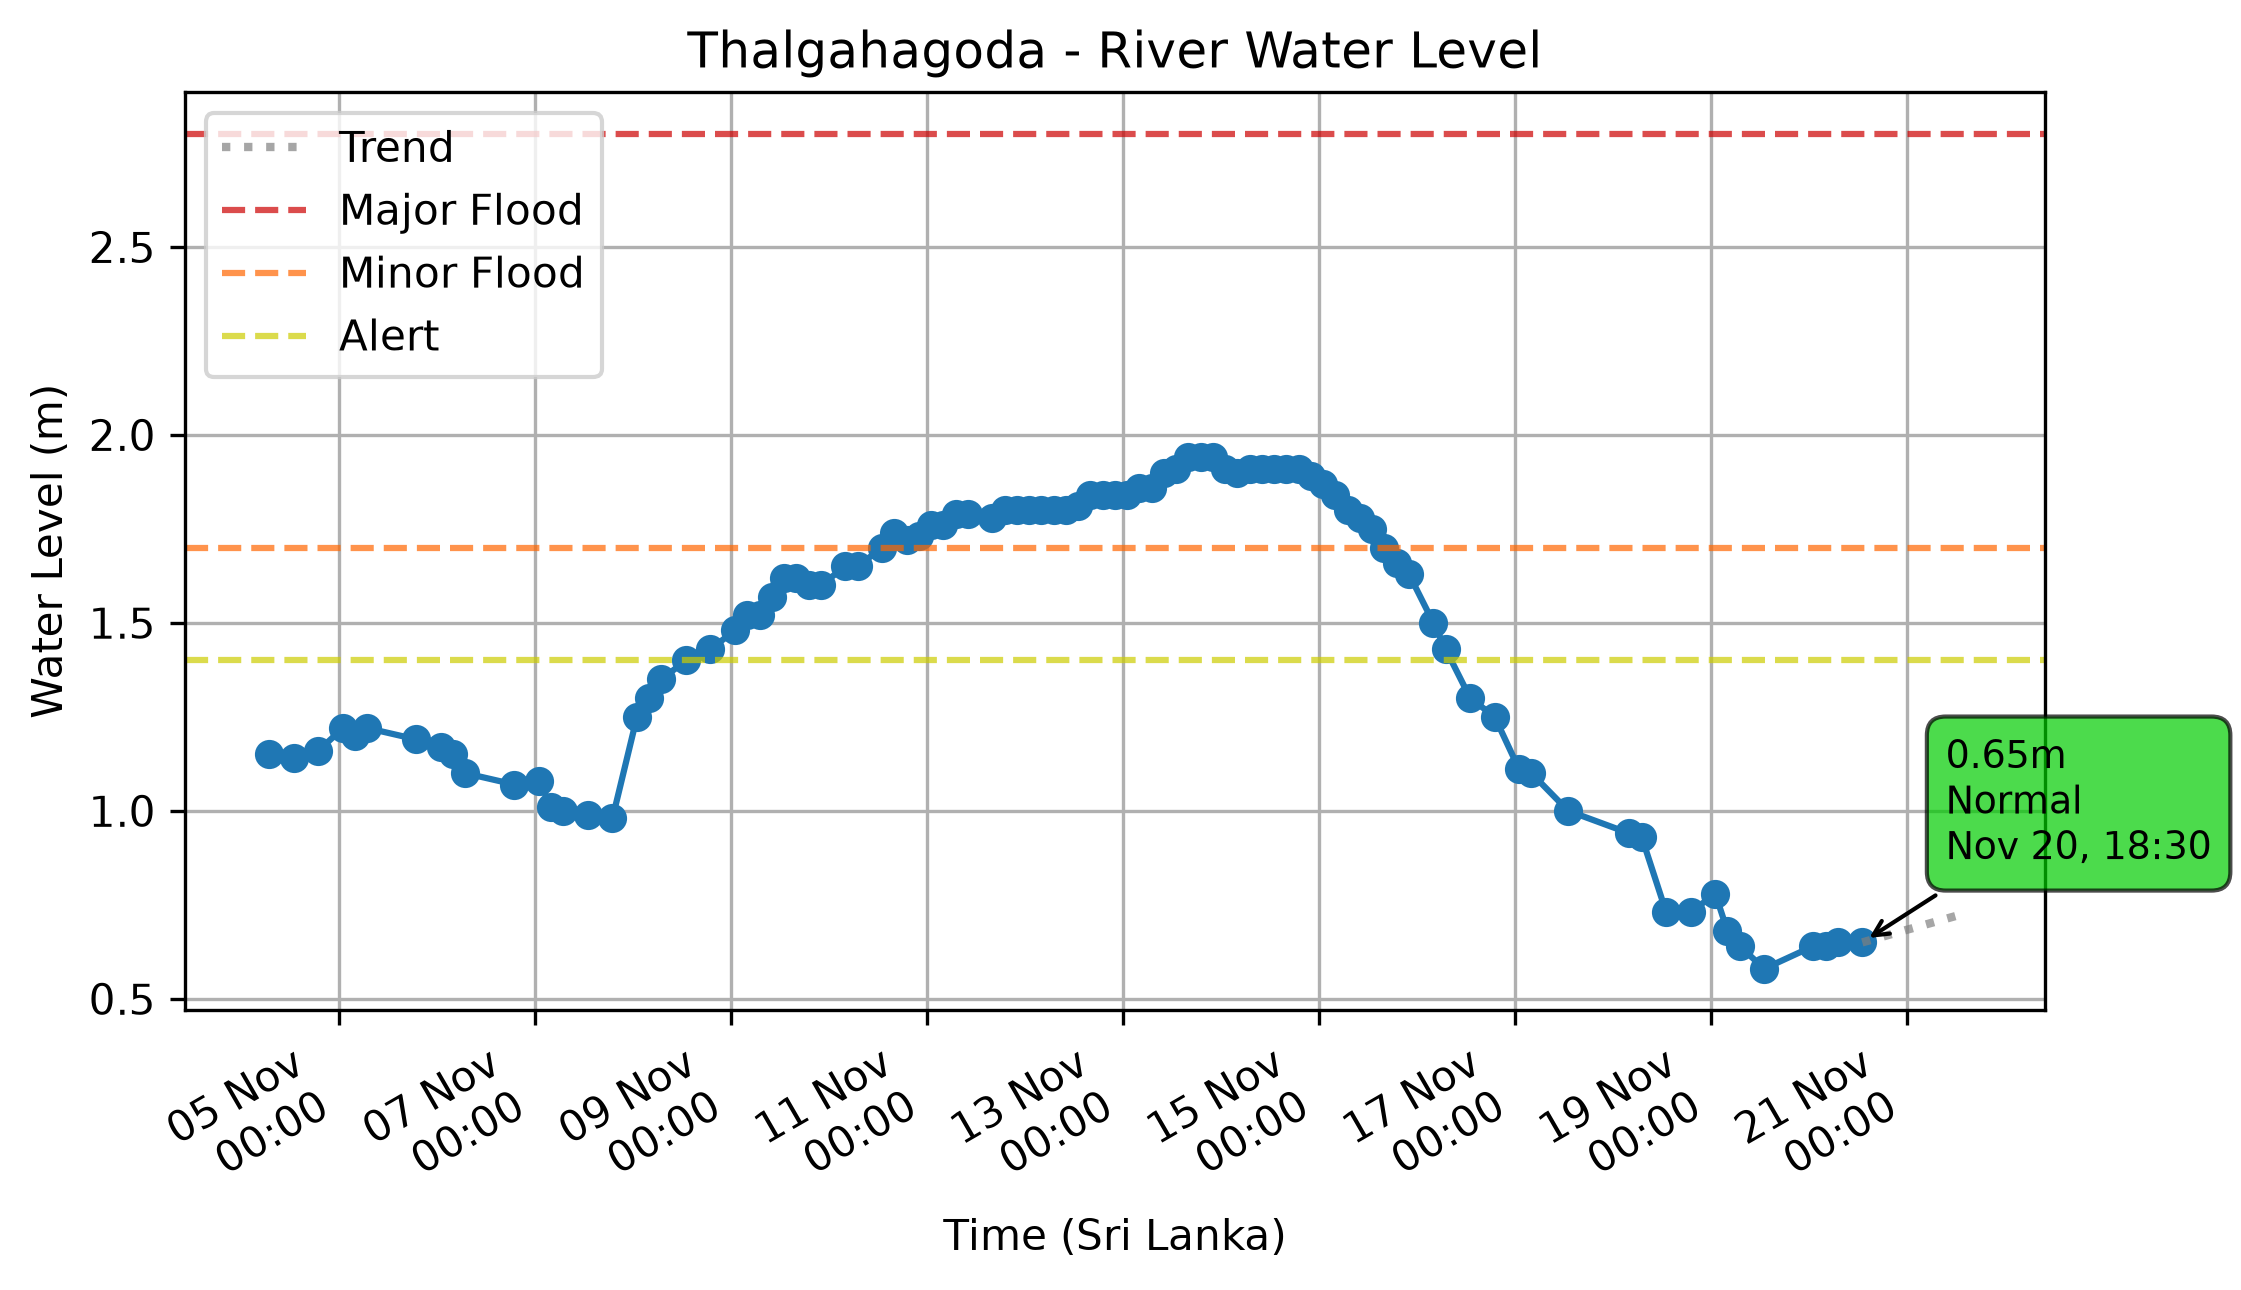 Thalgahagoda - River Water Level
Trend
Major Flood
Minor Flood
Alert
Water Level (m)
2.5
2.0
1.5
1.0
0.5
0.65m
Normal
Nov 20, 18:30
05 Nov
00:00
07 Nov
00:00
09 Nov
00:00
11 Nov
00:00
13 Nov
00:00
15 Nov
00:00
17 Nov
00:00
19 Nov
00:00
21 Nov
00:00
Time (Sri Lanka)